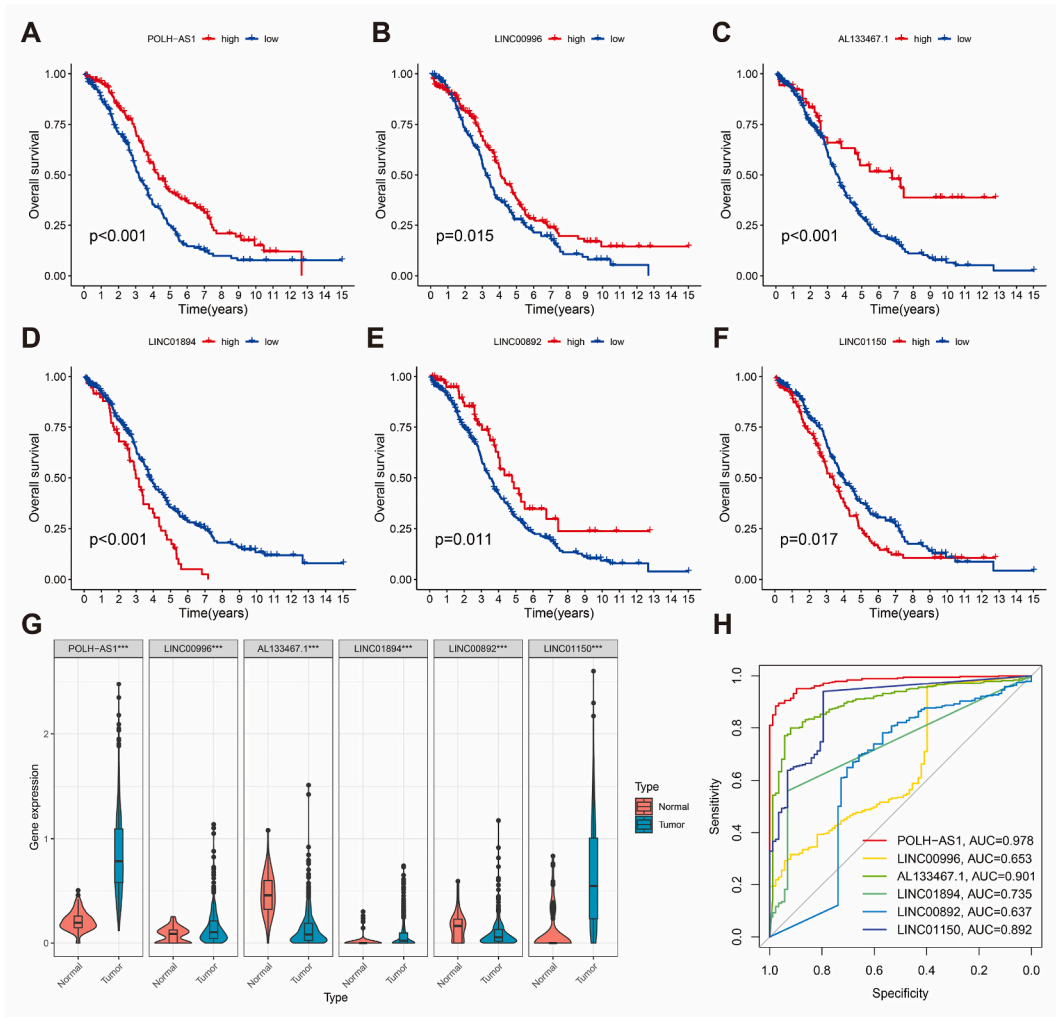 A
POLH-AS1 high low
Overall survival
1.00
0.75
0.50
0.25
0.00
p<0.001
0 1 2 3 4 5 6 7 8 9 10 11 12 13 14 15
Time(years)
B
LINC00996 high low
Overall survival
1.00
0.75
0.50
0.25
0.00
p=0.015
0 1 2 3 4 5 6 7 8 9 10 11 12 13 14 15
Time(years)
C
AL133467.1 high low
Overall survival
1.00
0.75
0.50
0.25
0.00
p<0.001
0 1 2 3 4 5 6 7 8 9 10 11 12 13 14 15
Time(years)
D
LINC01894 high low
Overall survival
1.00
0.75
0.50
0.25
0.00
p<0.001
0 1 2 3 4 5 6 7 8 9 10 11 12 13 14 15
Time(years)
E
LINC00892 high low
Overall survival
1.00
0.75
0.50
0.25
0.00
p=0.011
0 1 2 3 4 5 6 7 8 9 10 11 12 13 14 15
Time(years)
F
LINC01150 high low
Overall survival
1.00
0.75
0.50
0.25
0.00
p=0.017
0 1 2 3 4 5 6 7 8 9 10 11 12 13 14 15
Time(years)
G
POLH-AS1*** LINC00996*** AL133467.1*** LINC01894*** LINC00892*** LINC01150***
Gene expression
2
1
0
Normal Tumor Normal Tumor Normal Tumor Normal Tumor Normal Tumor Normal Tumor
Type
Type
Normal
Tumor
H
Sensitivity
1.0
0.8
0.6
0.4
0.2
0.0
POLH-AS1, AUC=0.978
LINC00996, AUC=0.653
AL133467.1, AUC=0.901
LINC01894, AUC=0.735
LINC00892, AUC=0.637
LINC01150, AUC=0.892
1.0 0.8 0.6 0.4 0.2 0.0
Specificity